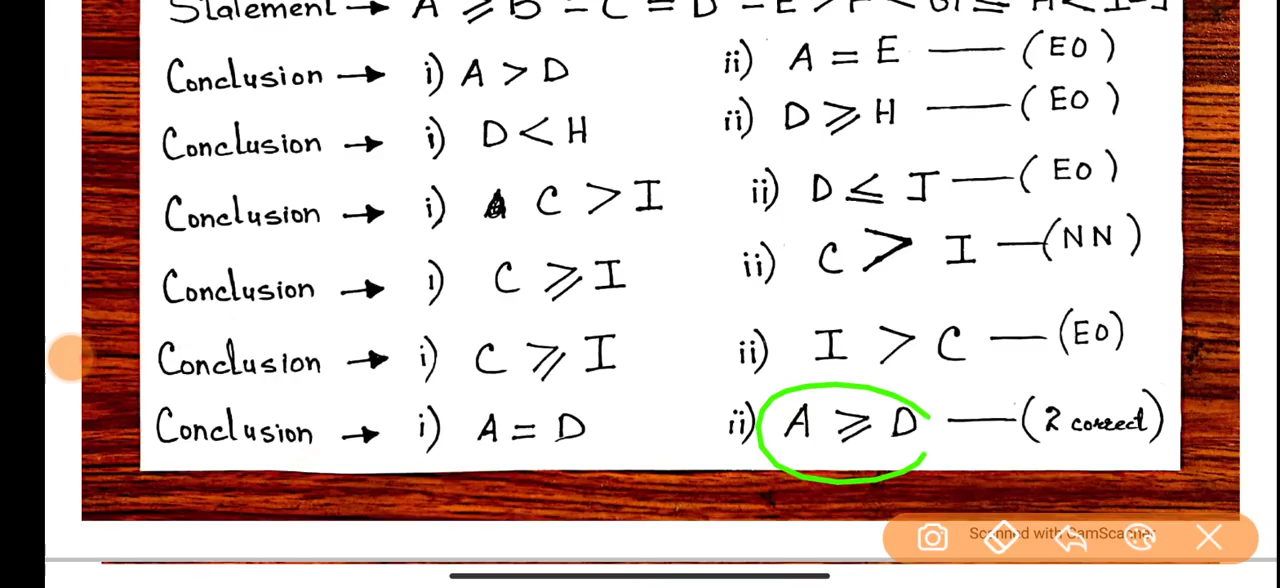 Statement → A ⩾ B = C = D = E > F < G ≤ H < I = J
Conclusion → i) A > D ii) A = E — (EO)
Conclusion → i) D < H ii) D ⩾ H — (EO)
Conclusion → i) C > I ii) D ≤ J — (EO)
Conclusion → i) C ⩾ I ii) C > I — (NN)
Conclusion → i) C ⩾ I ii) I > C — (EO)
Conclusion → i) A = D ii) A ⩾ D — (2 correct)
Scanned with CamScanner